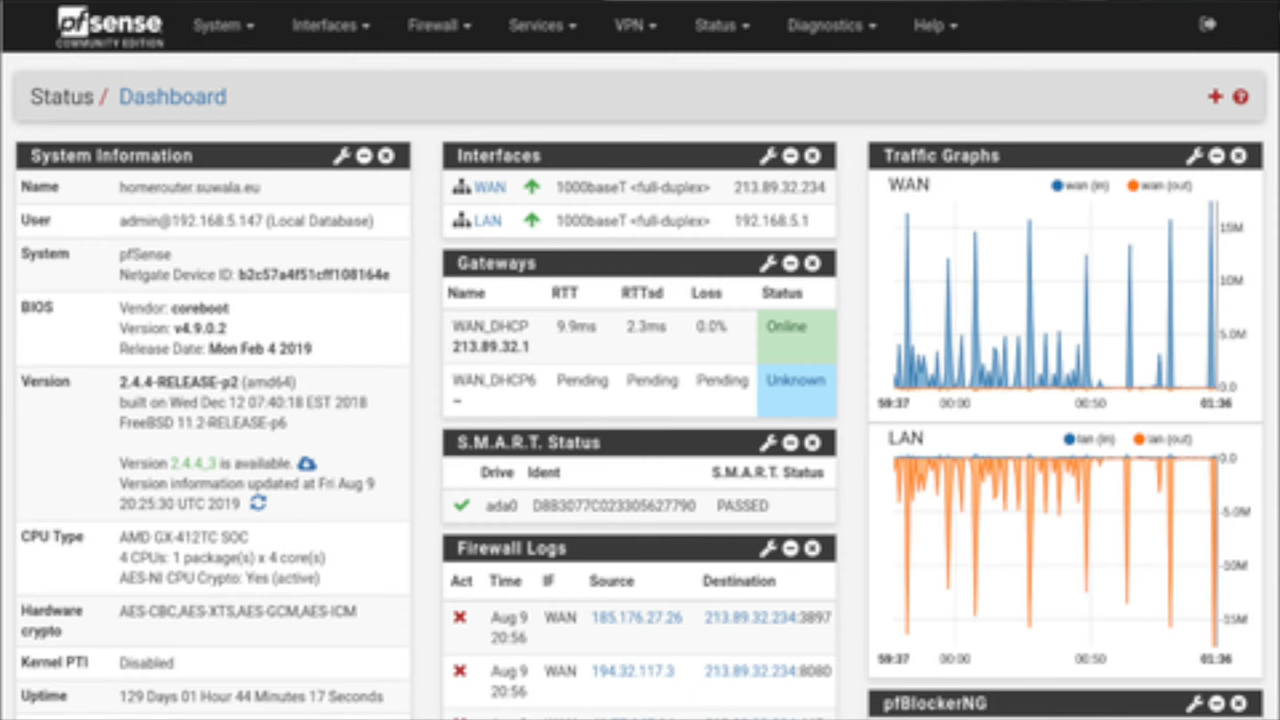 pfsense
COMMUNITY EDITION
System Interfaces Firewall Services VPN Status Diagnostics Help
Status / Dashboard
System Information
Name homerouter.suwala.eu
User admin@192.168.5.147 (Local Database)
System pfSense
Netgate Device ID: b2c57a4f51cff108164e
BIOS Vendor: coreboot
Version: v4.9.0.2
Release Date: Mon Feb 4 2019
Version 2.4.4-RELEASE-p2 (amd64)
built on Wed Dec 12 07:40:18 EST 2018
FreeBSD 11.2-RELEASE-p6
Version 2.4.4_3 is available.
Version information updated at Fri Aug 9
20:25:30 UTC 2019
CPU Type AMD GX-412TC SOC
4 CPUs: 1 package(s) x 4 core(s)
AES-NI CPU Crypto: Yes (active)
Hardware AES-CBC,AES-XTS,AES-GCM,AES-ICM
crypto
Kernel PTI Disabled
Uptime 129 Days 01 Hour 44 Minutes 17 Seconds
Interfaces
WAN 1000baseT <full-duplex> 213.89.32.234
LAN 1000baseT <full-duplex> 192.168.5.1
Gateways
Name RTT RTTsd Loss Status
WAN_DHCP 9.9ms 2.3ms 0.0% Online
213.89.32.1
WAN_DHCP6 Pending Pending Pending Unknown
~
S.M.A.R.T. Status
Drive Ident S.M.A.R.T. Status
ada0 D8B3077C023305627790 PASSED
Firewall Logs
Act Time IF Source Destination
Aug 9 WAN 185.176.27.26 213.89.32.234:3897
20:56
Aug 9 WAN 194.32.117.3 213.89.32.234:8080
20:56
Traffic Graphs
WAN wan (in) wan (out)
15M
10M
5.0M
0.0
59:37 00:00 00:50 01:36
LAN lan (in) lan (out)
0.0
-5.0M
-10M
-15M
59:37 00:00 00:50 01:36
pfBlockerNG